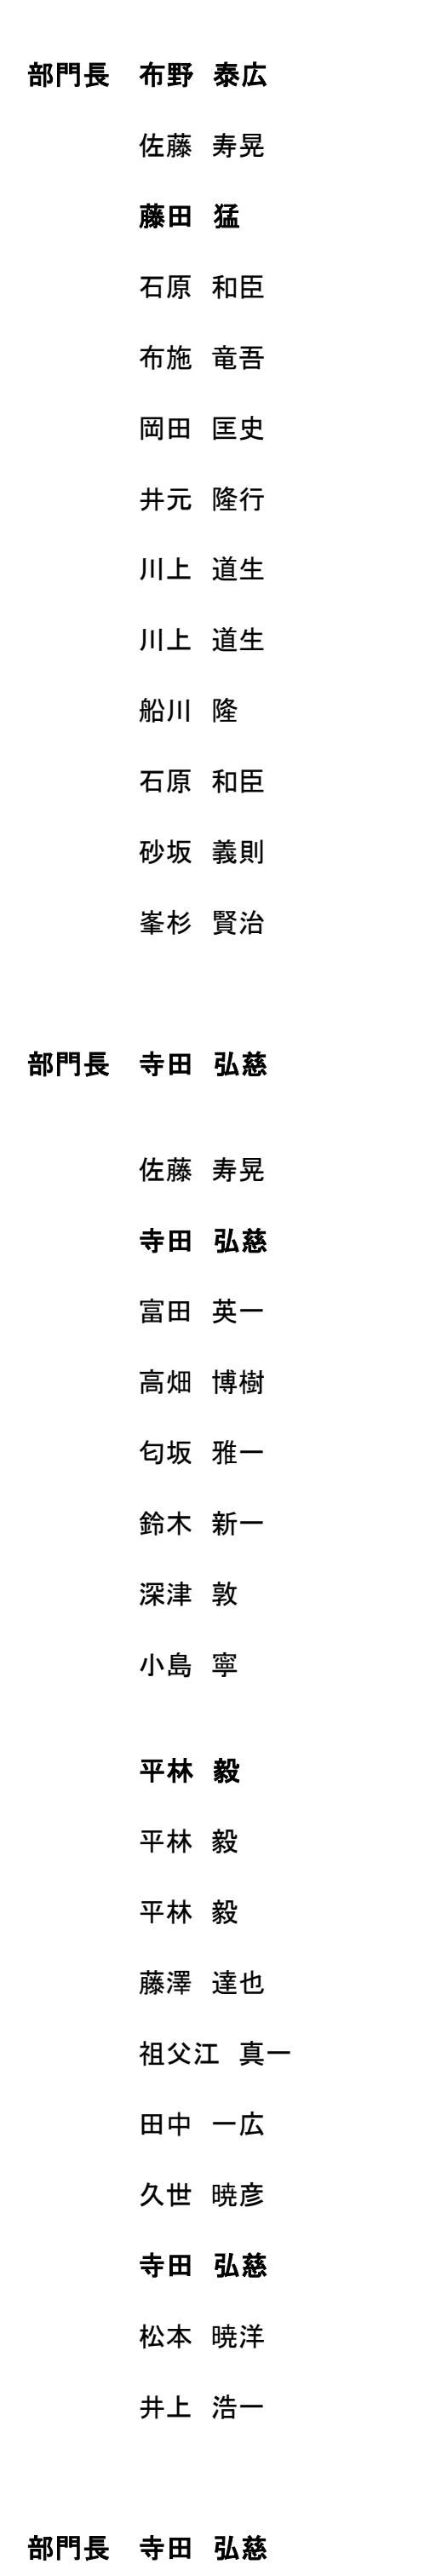 部門長 布野 泰広
佐藤 寿晃
藤田 猛
石原 和臣
布施 竜吾
岡田 匡史
井元 隆行
川上 道生
川上 道生
船川 隆
石原 和臣
砂坂 義則
峯杉 賢治
部門長 寺田 弘慈
佐藤 寿晃
寺田 弘慈
富田 英一
高畑 博樹
匂坂 雅一
鈴木 新一
深津 敦
小島 寧
平林 毅
平林 毅
平林 毅
藤澤 達也
祖父江 真一
田中 一広
久世 暁彦
寺田 弘慈
松本 暁洋
井上 浩一
部門長 寺田 弘慈